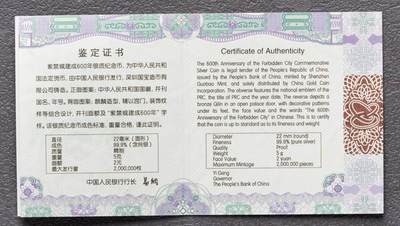 鉴定证书
紫禁城建成600年银质纪念币，为中华人民共和
国法定货币，由中国人民银行发行，深圳国宝造币有
限公司铸造。正面图案：中华人民共和国国徽，并刊
国名、年号。背面图案：麒麟造型，辅以宫门、装饰纹
样等组合设计，并刊面额及“紫禁城建成600年”字
样。该银质纪念币成色标准，重量合格，谨此证明。
直径 22毫米（圆形）
成色 99.9%（含纯银）
质量 精制
重量 5克
面额 2元
最大发行量 2,000,000枚
中国人民银行行长 易纲
Certificate of Authenticity
The 600th Anniversary of the Forbidden City Commemorative
Silver Coin is legal tender of the People's Republic of China,
issued by the People's Bank of China, minted by Shenzhen
Guobao Mint, and solely distributed by China Gold Coin
Incorporation. The obverse features the national emblem of the
PRC, the title of PRC and the year date. The reverse depicts a
bronze Qilin in an open palace door, with decorative patterns
under its feet, the face value and the words "The 600th
Anniversary of the Forbidden City" in Chinese. This is to certify
that the coin is up to standard as to its fineness and weight.
Diameter 22 mm (round)
Fineness 99.9% (pure silver)
Quality Proof
Weight 5 g
Face Value 2 yuan
Maximum Mintage 2,000,000 pieces
Yi Gang
Governor
The People's Bank of China